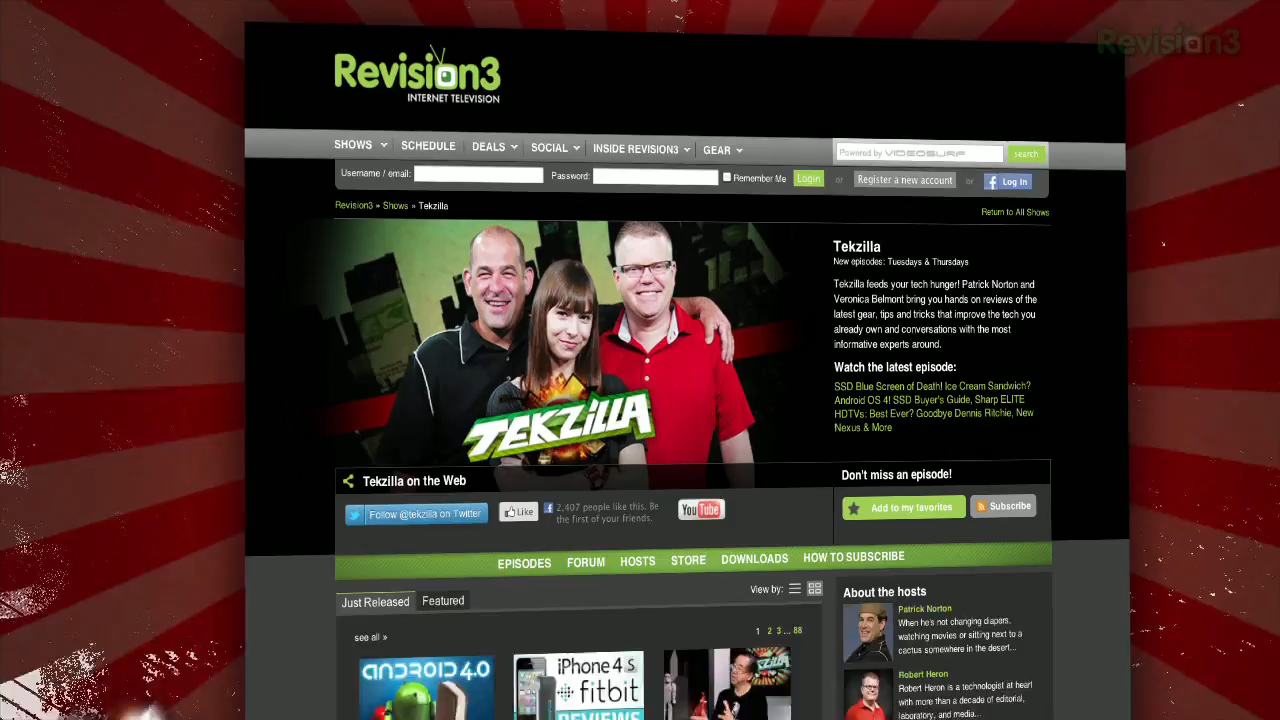 Revision3
Revision3
INTERNET TELEVISION
SHOWS
SCHEDULE
DEALS
SOCIAL
INSIDE REVISION3
GEAR
Powered by VIDEOSURF
search
Username / email:
Password:
Remember Me
Login
or
Register a new account
or
f Log In
Revision3 » Shows » Tekzilla
Return to All Shows
TEKZILLA
Tekzilla
New episodes: Tuesdays & Thursdays
Tekzilla feeds your tech hunger! Patrick Norton and
Veronica Belmont bring you hands on reviews of the
latest gear, tips and tricks that improve the tech you
already own and conversations with the most
informative experts around.
Watch the latest episode:
SSD Blue Screen of Death! Ice Cream Sandwich?
Android OS 4! SSD Buyer's Guide, Sharp ELITE
HDTVs: Best Ever? Goodbye Dennis Ritchie, New
Nexus & More
Tekzilla on the Web
Follow @tekzilla on Twitter
Like
f 2,407 people like this. Be
the first of your friends.
YouTube
Don't miss an episode!
Add to my favorites
Subscribe
EPISODES
FORUM
HOSTS
STORE
DOWNLOADS
HOW TO SUBSCRIBE
View by:
Just Released
Featured
see all »
1 2 3 ... 88
ANDROID 4.0
iPhone 4S
fitbit
REVIEWS
TEKZILLA
About the hosts
Patrick Norton
When he's not changing diapers,
watching movies or sitting next to a
cactus somewhere in the desert...
Robert Heron
Robert Heron is a technologist at heart
with more than a decade of editorial,
laboratory, and media...